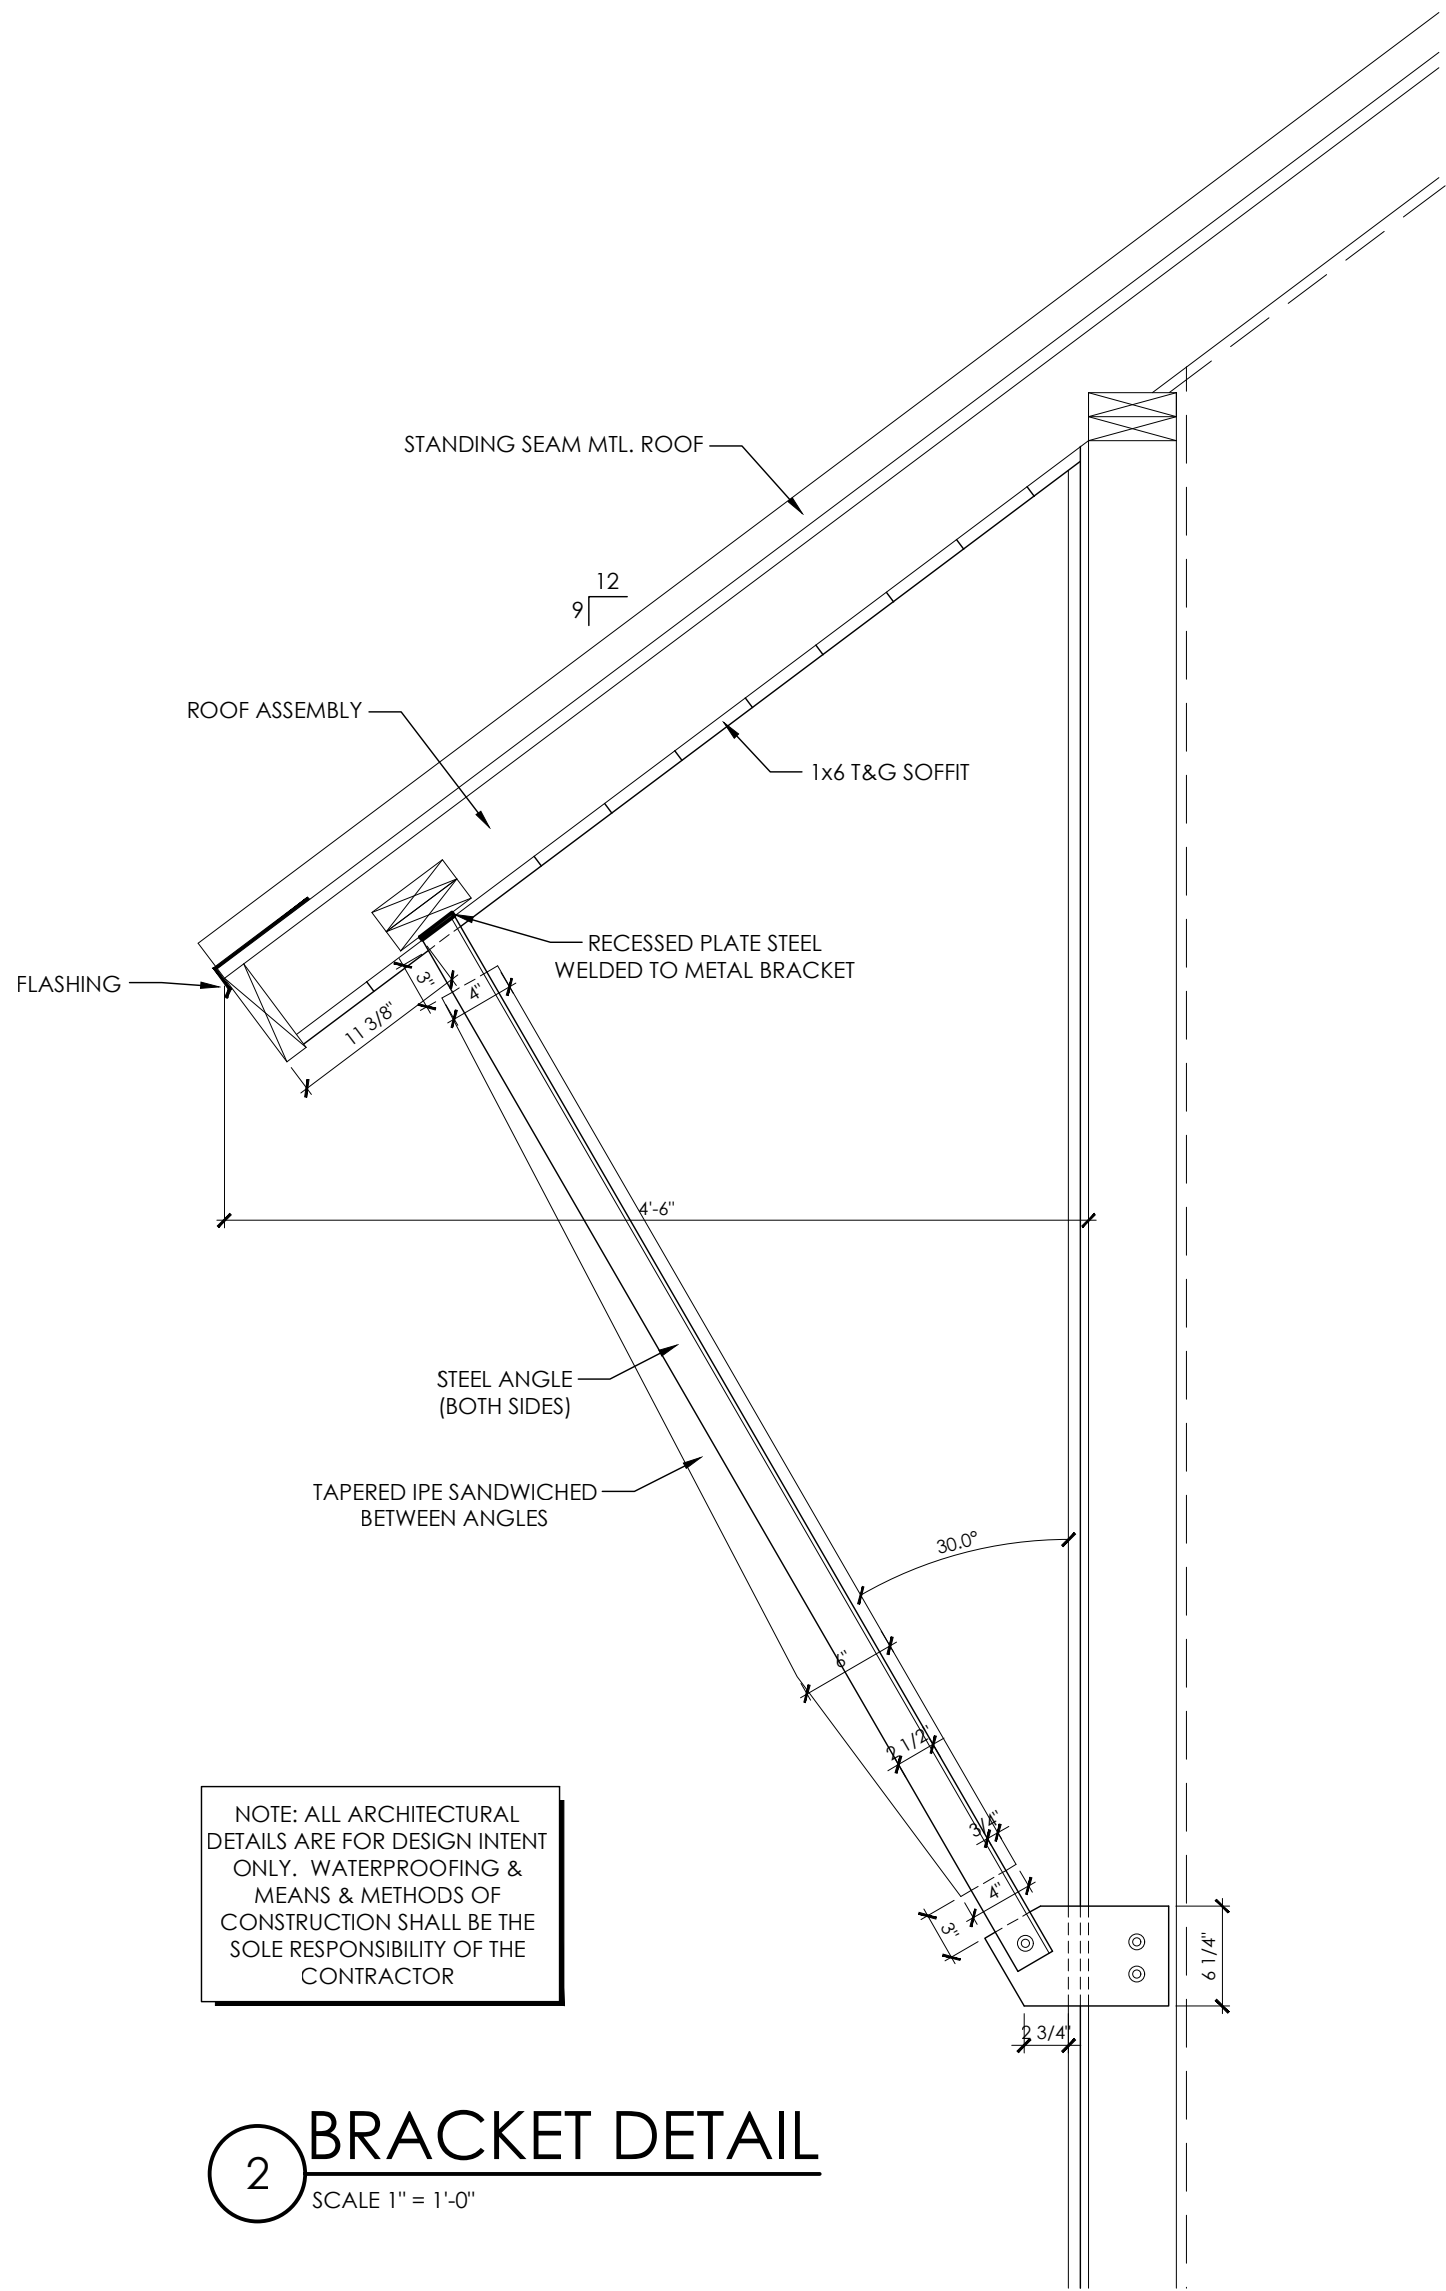 STANDING SEAM MTL. ROOF
12
9
ROOF ASSEMBLY
1x6 T&G SOFFIT
RECESSED PLATE STEEL
WELDED TO METAL BRACKET
FLASHING
3"
4"
11 3/8"
4'-6"
STEEL ANGLE
(BOTH SIDES)
TAPERED IPE SANDWICHED
BETWEEN ANGLES
30.0°
6"
2 1/2"
3/4"
4"
3"
6 1/4"
2 3/4"
NOTE: ALL ARCHITECTURAL
DETAILS ARE FOR DESIGN INTENT
ONLY. WATERPROOFING &
MEANS & METHODS OF
CONSTRUCTION SHALL BE THE
SOLE RESPONSIBILITY OF THE
CONTRACTOR
2
BRACKET DETAIL
SCALE 1" = 1'-0"